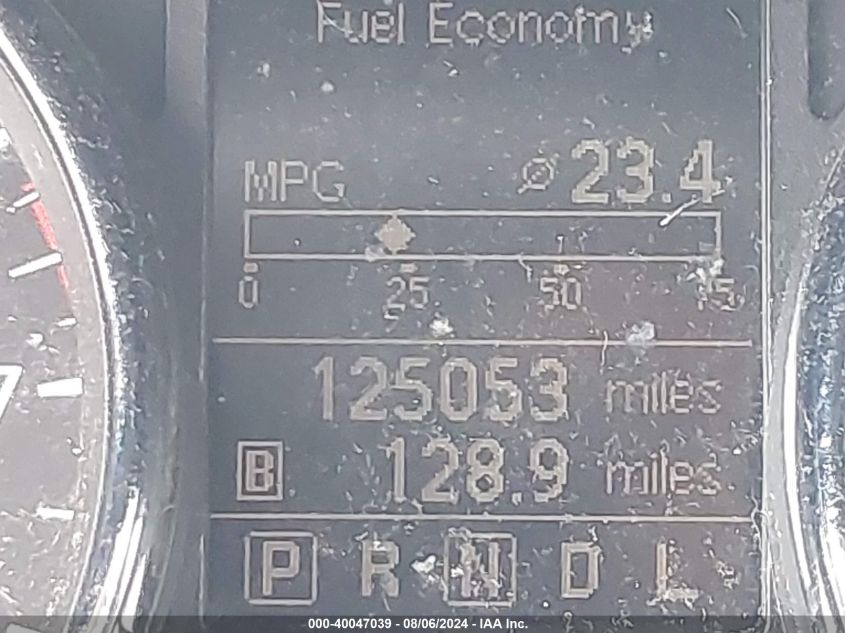 Fuel Economy
MPG ⌀ 23.4
0 25 50 75
7
125053 miles
B 128.9 miles
P R N D L
000-40047039 - 08/06/2024 - IAA Inc.